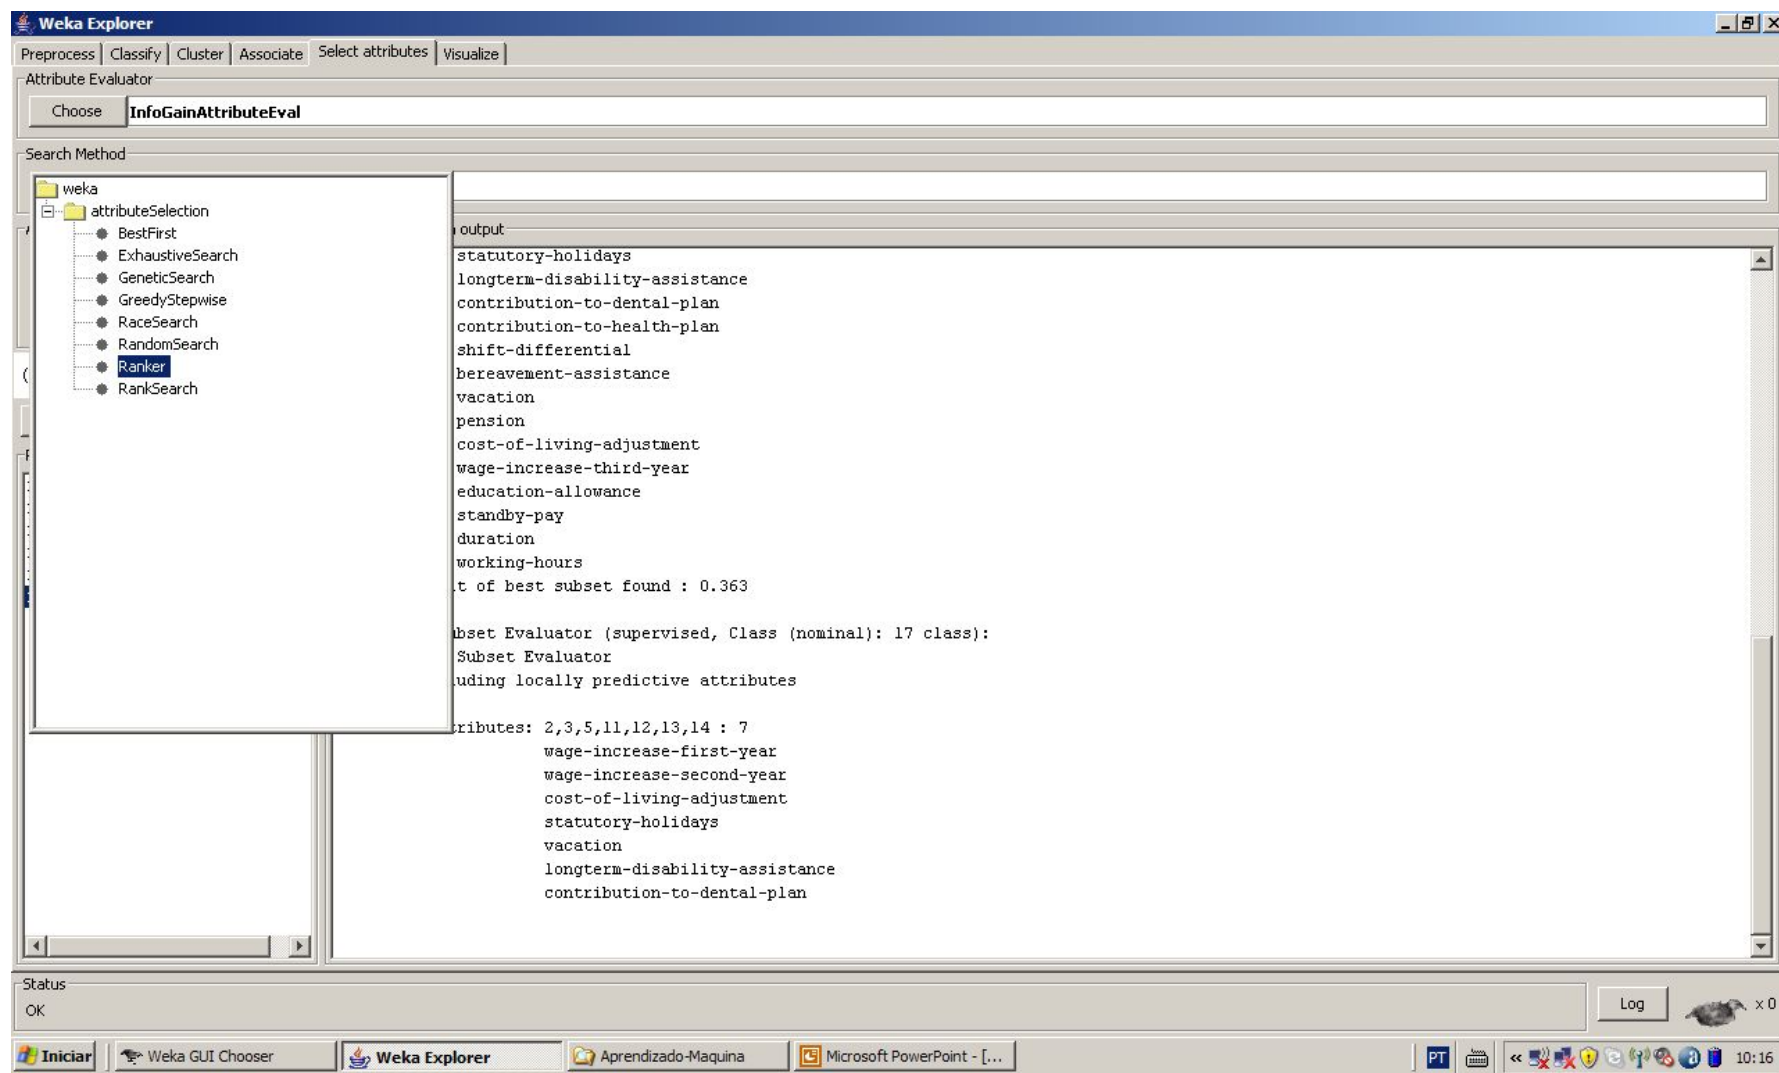 Weka Explorer
Preprocess Classify Cluster Associate Select attributes Visualize
Attribute Evaluator
Choose InfoGainAttributeEval
Search Method
weka
attributeSelection
BestFirst
ExhaustiveSearch
GeneticSearch
GreedyStepwise
RaceSearch
RandomSearch
Ranker
RankSearch
output
statutory-holidays
longterm-disability-assistance
contribution-to-dental-plan
contribution-to-health-plan
shift-differential
bereavement-assistance
vacation
pension
cost-of-living-adjustment
wage-increase-third-year
education-allowance
standby-pay
duration
working-hours
t of best subset found : 0.363
bset Evaluator (supervised, Class (nominal): 17 class):
Subset Evaluator
uding locally predictive attributes
tributes: 2,3,5,11,12,13,14 : 7
wage-increase-first-year
wage-increase-second-year
cost-of-living-adjustment
statutory-holidays
vacation
longterm-disability-assistance
contribution-to-dental-plan
Status
OK
Log x 0
Iniciar Weka GUI Chooser Weka Explorer Aprendizado-Maquina Microsoft PowerPoint - [... PT « 10:16